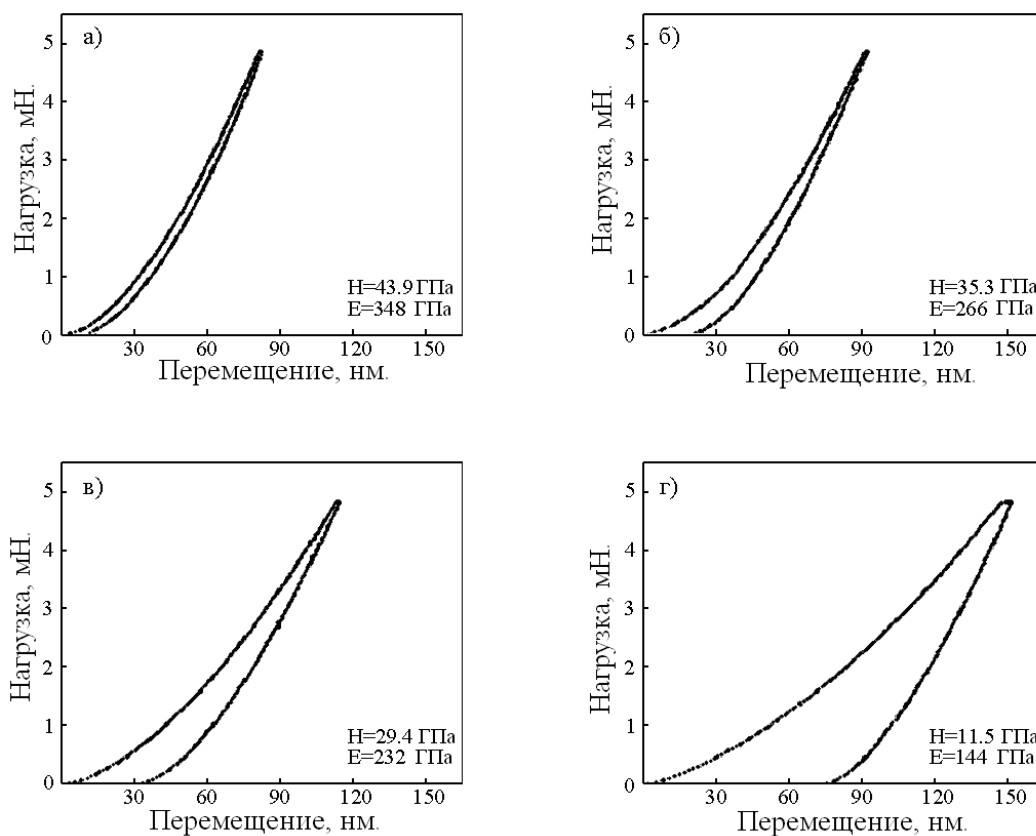 а)
Нагрузка, мН.
5
4
3
2
1
0
30 60 90 120 150
Перемещение, нм.
H=43.9 ГПа
E=348 ГПа
б)
Нагрузка, мН.
5
4
3
2
1
0
30 60 90 120 150
Перемещение, нм.
H=35.3 ГПа
E=266 ГПа
в)
Нагрузка, мН.
5
4
3
2
1
0
30 60 90 120 150
Перемещение, нм.
H=29.4 ГПа
E=232 ГПа
г)
Нагрузка, мН.
5
4
3
2
1
0
30 60 90 120 150
Перемещение, нм.
H=11.5 ГПа
E=144 ГПа